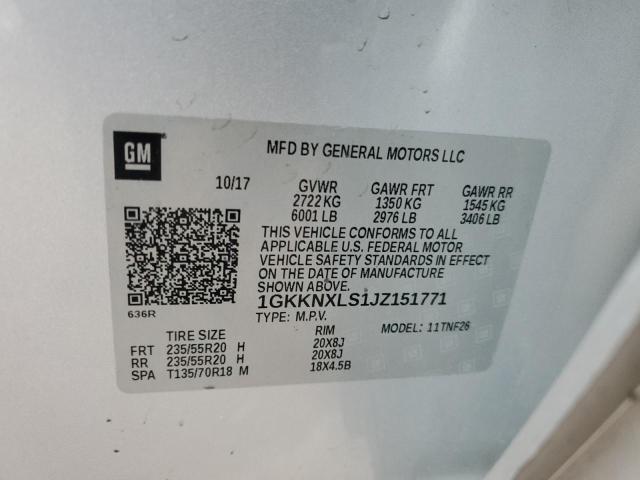 GM
MFD BY GENERAL MOTORS LLC
10/17 GVWR GAWR FRT GAWR RR
2722 KG 1350 KG 1545 KG
6001 LB 2976 LB 3406 LB
THIS VEHICLE CONFORMS TO ALL
APPLICABLE U.S. FEDERAL MOTOR
VEHICLE SAFETY STANDARDS IN EFFECT
ON THE DATE OF MANUFACTURE
SHOWN ABOVE.
1GKKNXLS1JZ151771
636R
TYPE: M.P.V. MODEL: 11TNF26
TIRE SIZE RIM
FRT 235/55R20 H 20X8J
RR 235/55R20 H 20X8J
SPA T135/70R18 M 18X4.5B